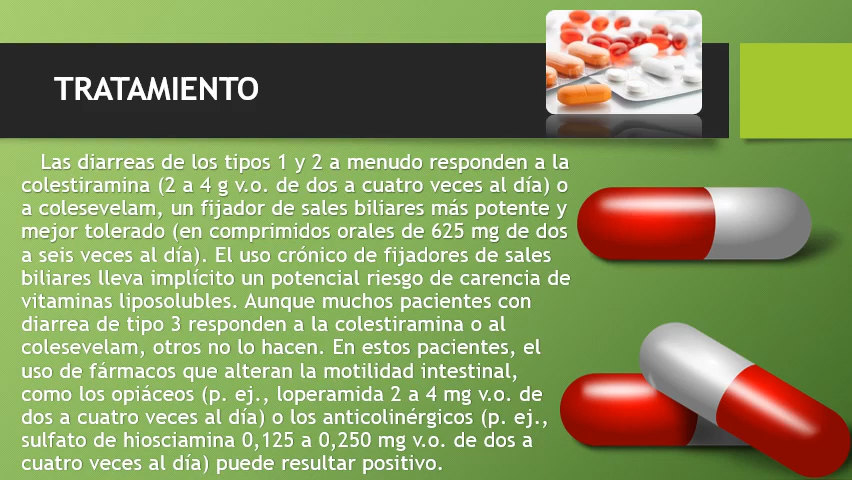 TRATAMIENTO
Las diarreas de los tipos 1 y 2 a menudo responden a la
colestiramina (2 a 4 g v.o. de dos a cuatro veces al día) o
a colesevelam, un fijador de sales biliares más potente y
mejor tolerado (en comprimidos orales de 625 mg de dos
a seis veces al día). El uso crónico de fijadores de sales
biliares lleva implícito un potencial riesgo de carencia de
vitaminas liposolubles. Aunque muchos pacientes con
diarrea de tipo 3 responden a la colestiramina o al
colesevelam, otros no lo hacen. En estos pacientes, el
uso de fármacos que alteran la motilidad intestinal,
como los opiáceos (p. ej., loperamida 2 a 4 mg v.o. de
dos a cuatro veces al día) o los anticolinérgicos (p. ej.,
sulfato de hiosciamina 0,125 a 0,250 mg v.o. de dos a
cuatro veces al día) puede resultar positivo.